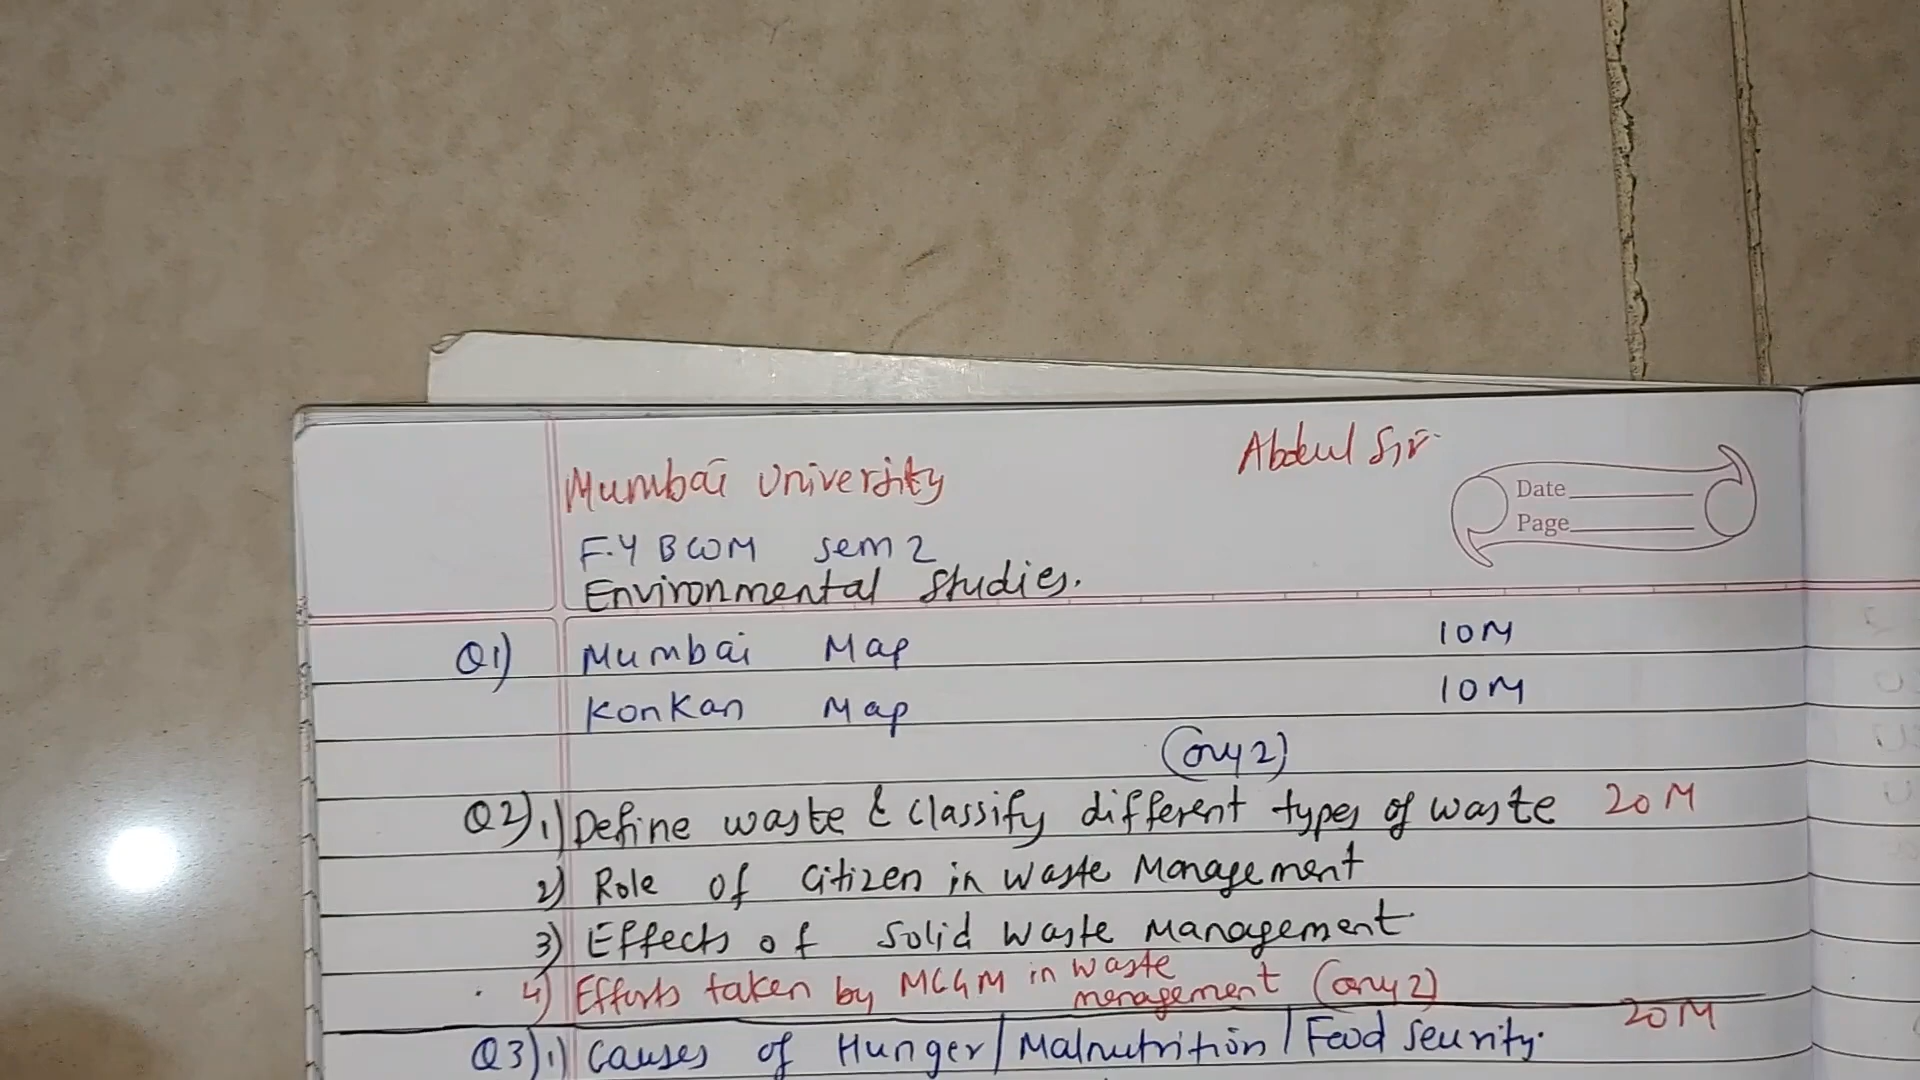 Mumbai University
Abdul Sir
Date
Page
F.Y BCOM sem 2
Environmental Studies.
Q1) Mumbai Map 10M
Konkan Map 10M
(any 2)
Q2) 1) Define waste & classify different types of waste 20M
2) Role of Citizen in waste Management
3) Effects of Solid waste Management
4) Efforts taken by MCGM in waste management (any 2)
Q3) 1) Causes of Hunger/Malnutrition/Food Seurity. 20M